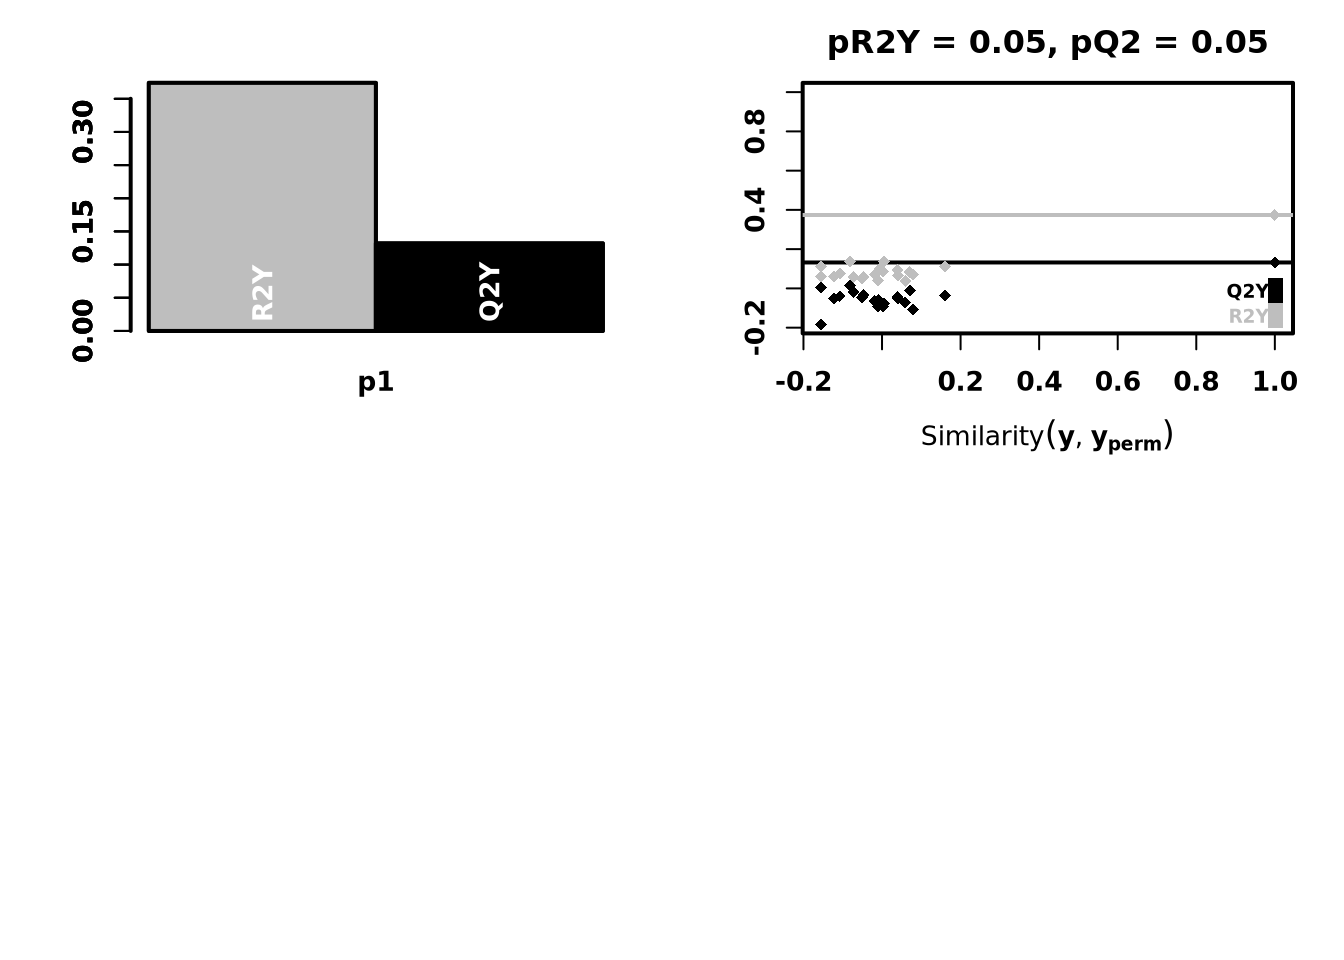 0.30
0.15
0.00
R2Y
Q2Y
p1
pR2Y = 0.05, pQ2 = 0.05
0.8
0.4
-0.2
Q2Y
R2Y
-0.2 0.2 0.4 0.6 0.8 1.0
Similarity(y, yperm)